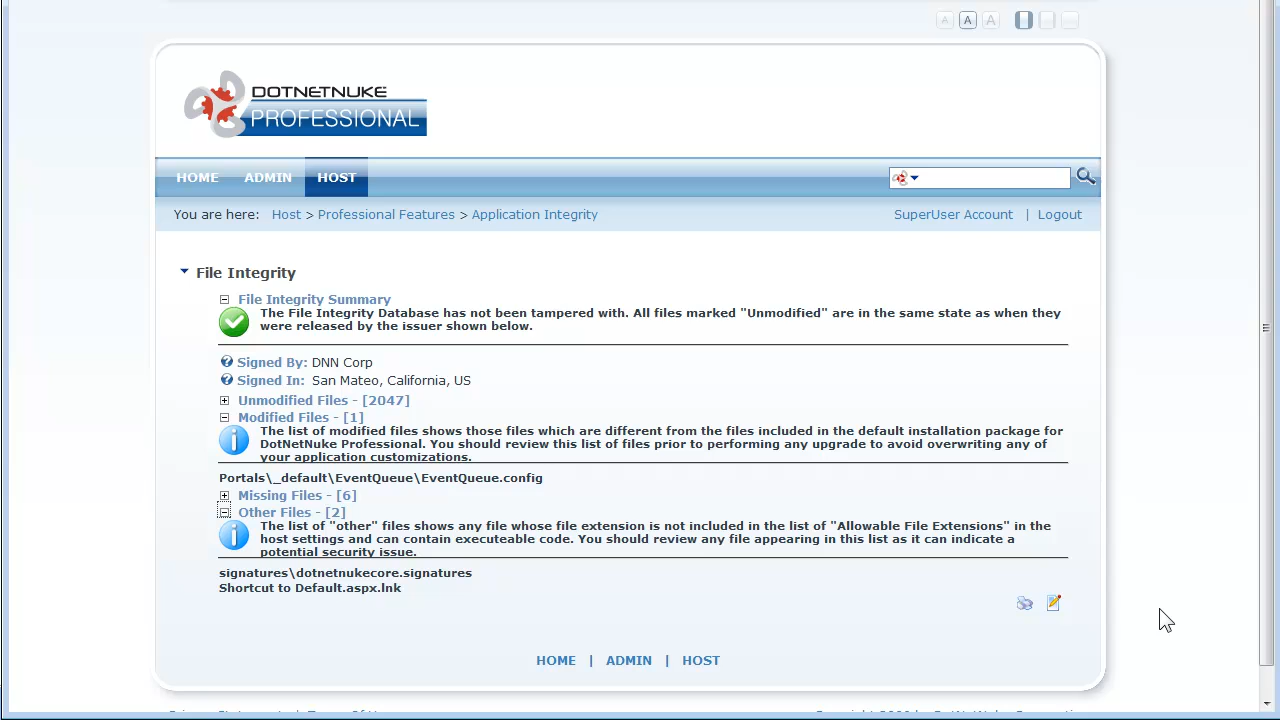 A A A
DOTNETNUKE
PROFESSIONAL
HOME ADMIN HOST
You are here: Host > Professional Features > Application Integrity SuperUser Account | Logout
File Integrity
File Integrity Summary
The File Integrity Database has not been tampered with. All files marked "Unmodified" are in the same state as when they
were released by the issuer shown below.
Signed By: DNN Corp
Signed In: San Mateo, California, US
Unmodified Files - [2047]
Modified Files - [1]
The list of modified files shows those files which are different from the files included in the default installation package for
DotNetNuke Professional. You should review this list of files prior to performing any upgrade to avoid overwriting any of
your application customizations.
Portals\_default\EventQueue\EventQueue.config
Missing Files - [6]
Other Files - [2]
The list of "other" files shows any file whose file extension is not included in the list of "Allowable File Extensions" in the
host settings and can contain executeable code. You should review any file appearing in this list as it can indicate a
potential security issue.
signatures\dotnetnukecore.signatures
Shortcut to Default.aspx.lnk
HOME | ADMIN | HOST